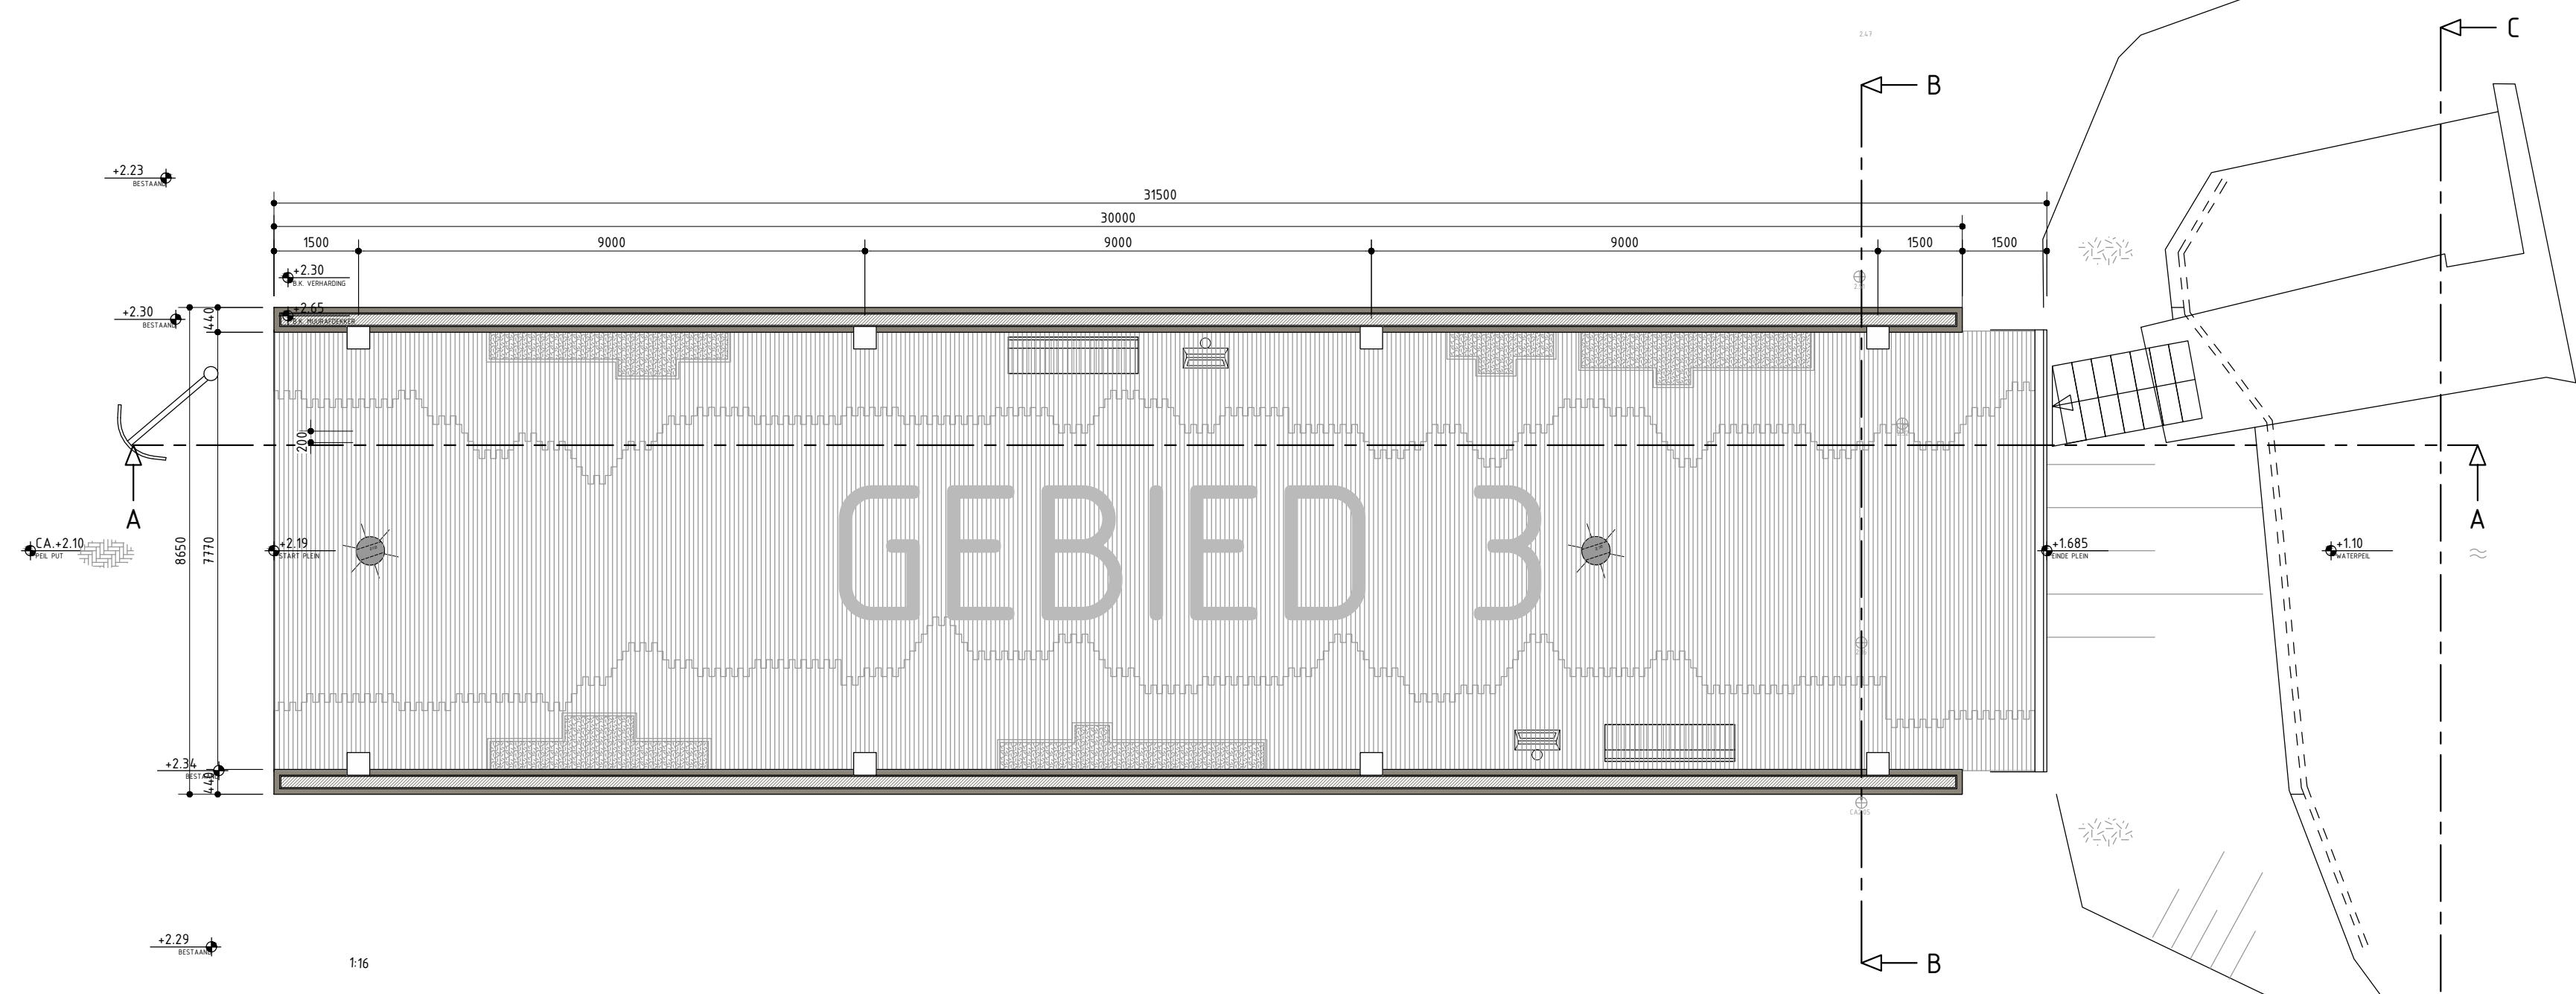 C
2.47
B
+2.23
BESTAAND
31500
30000
1500
9000
9000
9000
1500
1500
+2.30
B.K. VERHARDING
+2.65
B.K. MUURAFDEKKER
+2.30
BESTAAND
440
200
A
A
GEBIED 3
CA.+2.10
PEIL PUT
8650
7770
+2.19
START PLEIN
+1.685
EINDE PLEIN
+1.10
WATERPEIL
+2.34
BESTAAND
440
+2.29
BESTAAND
1:16
B